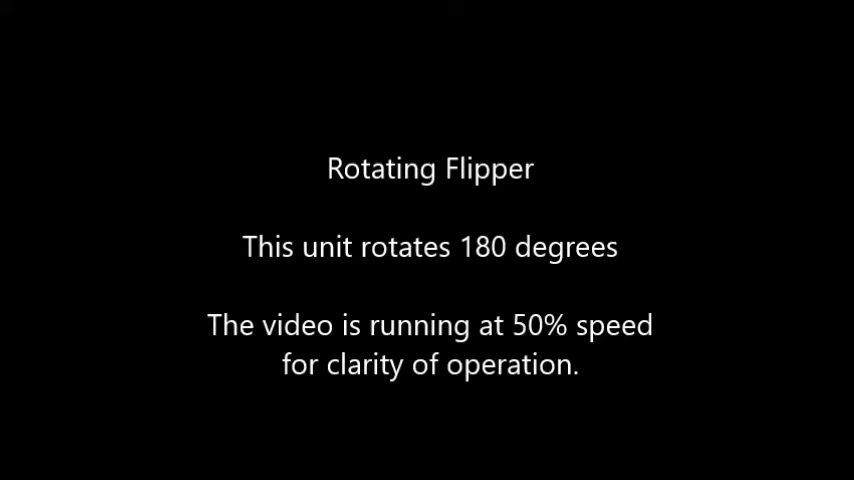 Rotating Flipper
This unit rotates 180 degrees
The video is running at 50% speed
for clarity of operation.